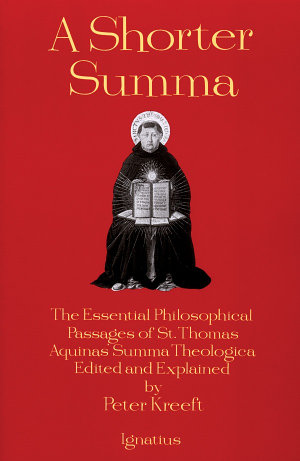 A Shorter
Summa
The Essential Philosophical
Passages of St. Thomas
Aquinas Summa Theologica
Edited and Explained
by
Peter Kreeft
Ignatius